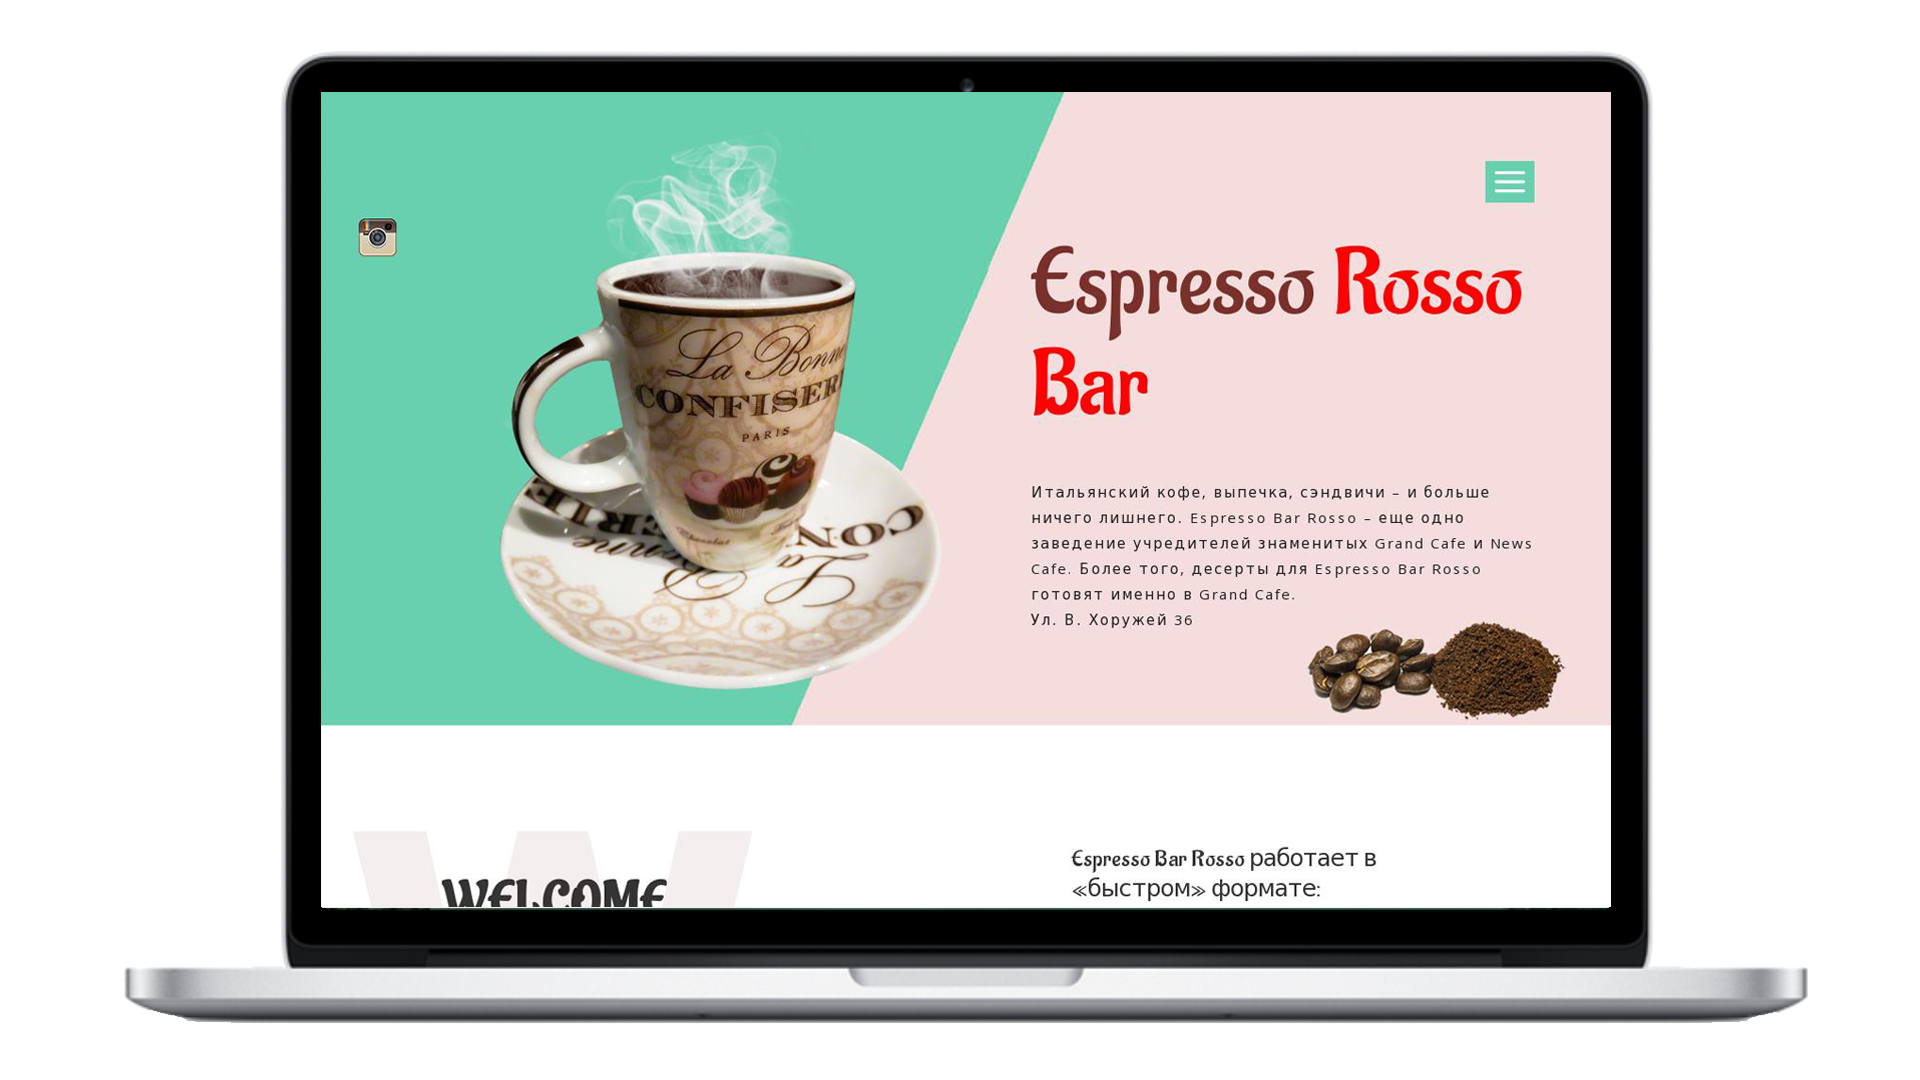 Espresso Rosso
Bar
La Bonne
CONFISER
PARIS
Chocolat
Итальянский кофе, выпечка, сэндвичи – и больше
ничего лишнего. Espresso Bar Rosso – еще одно
заведение учредителей знаменитых Grand Cafe и News
Cafe. Более того, десерты для Espresso Bar Rosso
готовят именно в Grand Cafe.
Ул. В. Хоружей 36
W
WELCOME
Espresso Bar Rosso работает в
«быстром» формате: